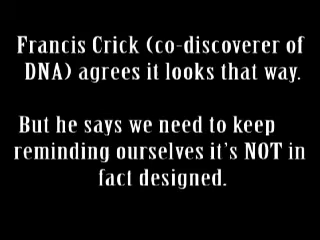 Francis Crick (co-discoverer of
DNA) agrees it looks that way.
But he says we need to keep
reminding ourselves it's NOT in
fact designed.